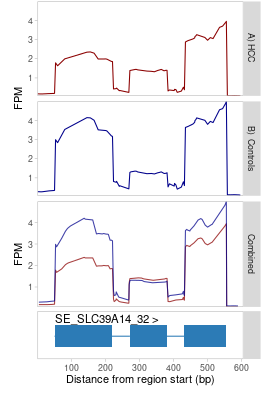 4
3
2
1
A) HCC
4
3
2
1
B) Controls
FPM
4
3
2
1
Combined
FPM
SE_SLC39A14_32 >
100 200 300 400 500 600
Distance from region start (bp)